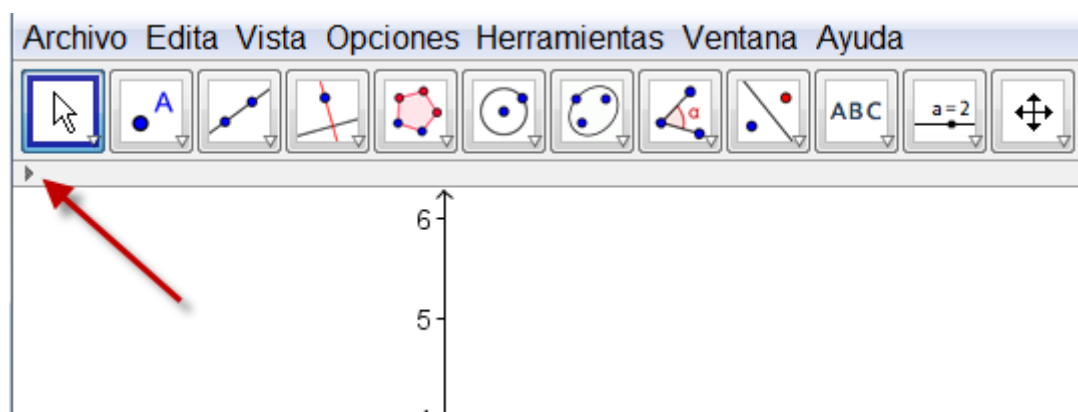 Archivo Edita Vista Opciones Herramientas Ventana Ayuda
A α ABC a=2
6
5